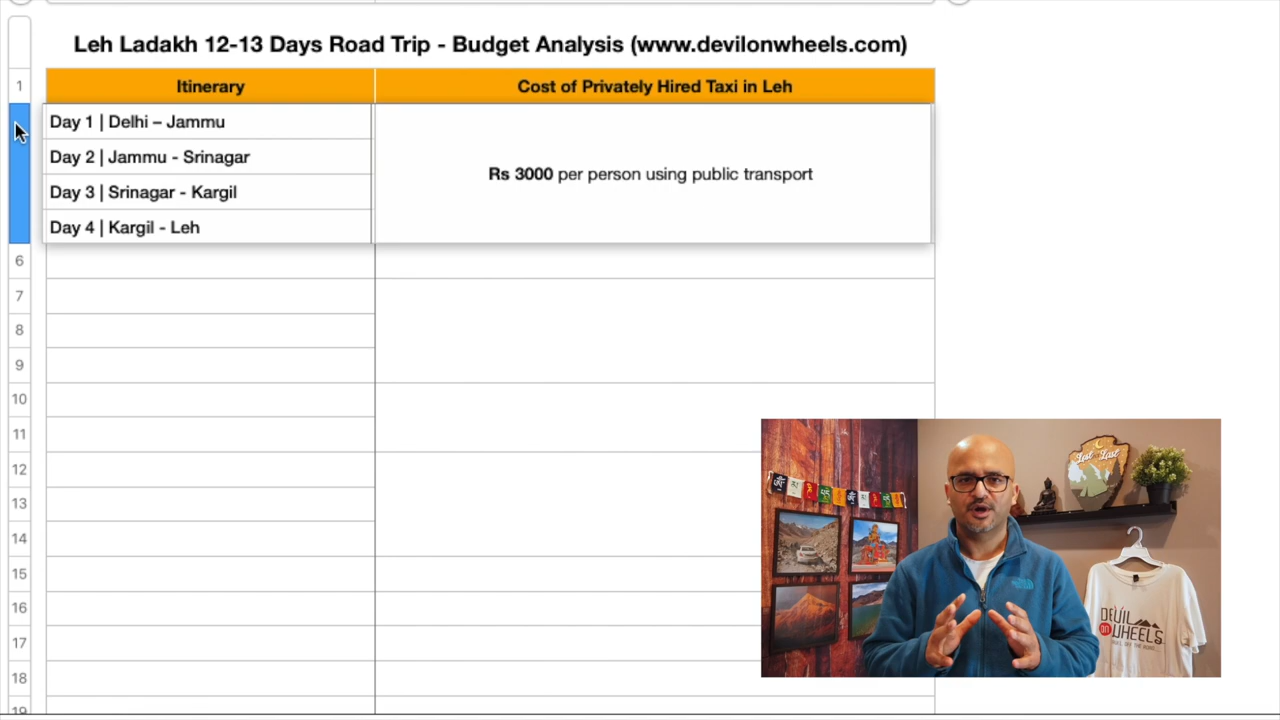 Leh Ladakh 12-13 Days Road Trip - Budget Analysis (www.devilonwheels.com)
1
Itinerary
Cost of Privately Hired Taxi in Leh
Day 1 | Delhi – Jammu
Day 2 | Jammu - Srinagar
Rs 3000 per person using public transport
Day 3 | Srinagar - Kargil
Day 4 | Kargil - Leh
6
7
8
9
10
11
12
13
14
15
16
17
18
19
DEVIL
ON WHEELS